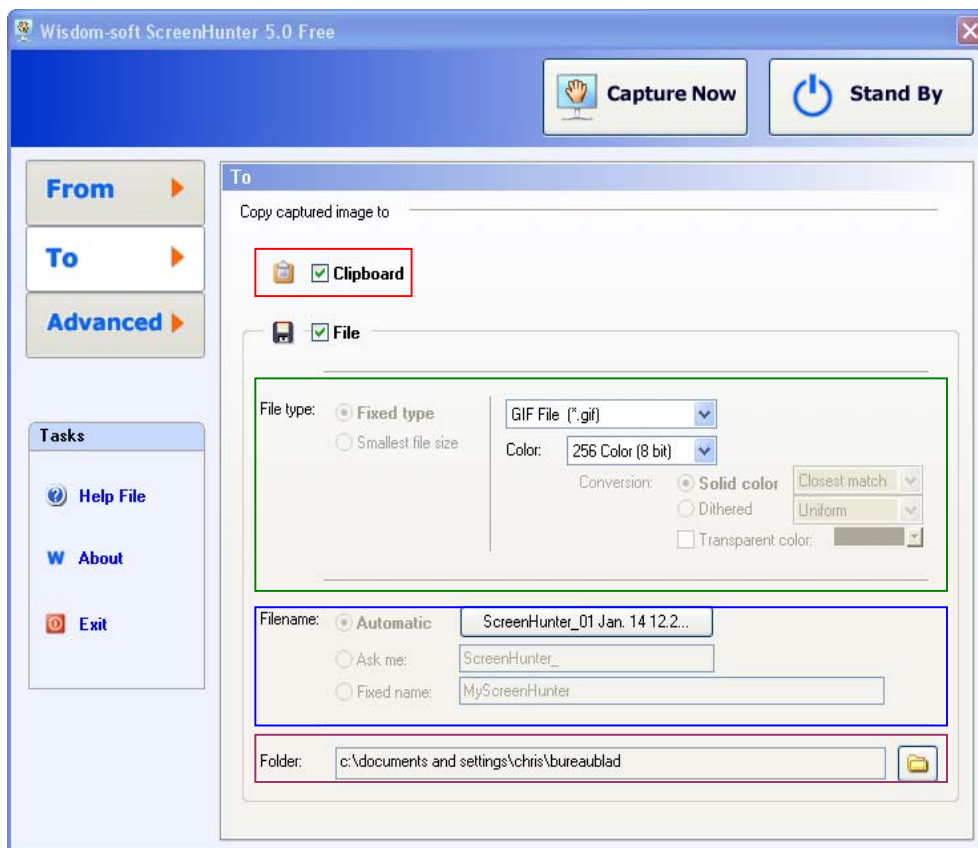 Wisdom-soft ScreenHunter 5.0 Free
Capture Now
Stand By
From
To
Advanced
Tasks
Help File
W About
Exit
To
Copy captured image to
Clipboard
File
File type:
Fixed type
Smallest file size
GIF File (*.gif)
Color: 256 Color (8 bit)
Conversion: Solid color Closest match
Dithered Uniform
Transparent color:
Filename: Automatic ScreenHunter_01 Jan. 14 12.2...
Ask me: ScreenHunter_
Fixed name: MyScreenHunter
Folder: c:\documents and settings\chris\bureaublad